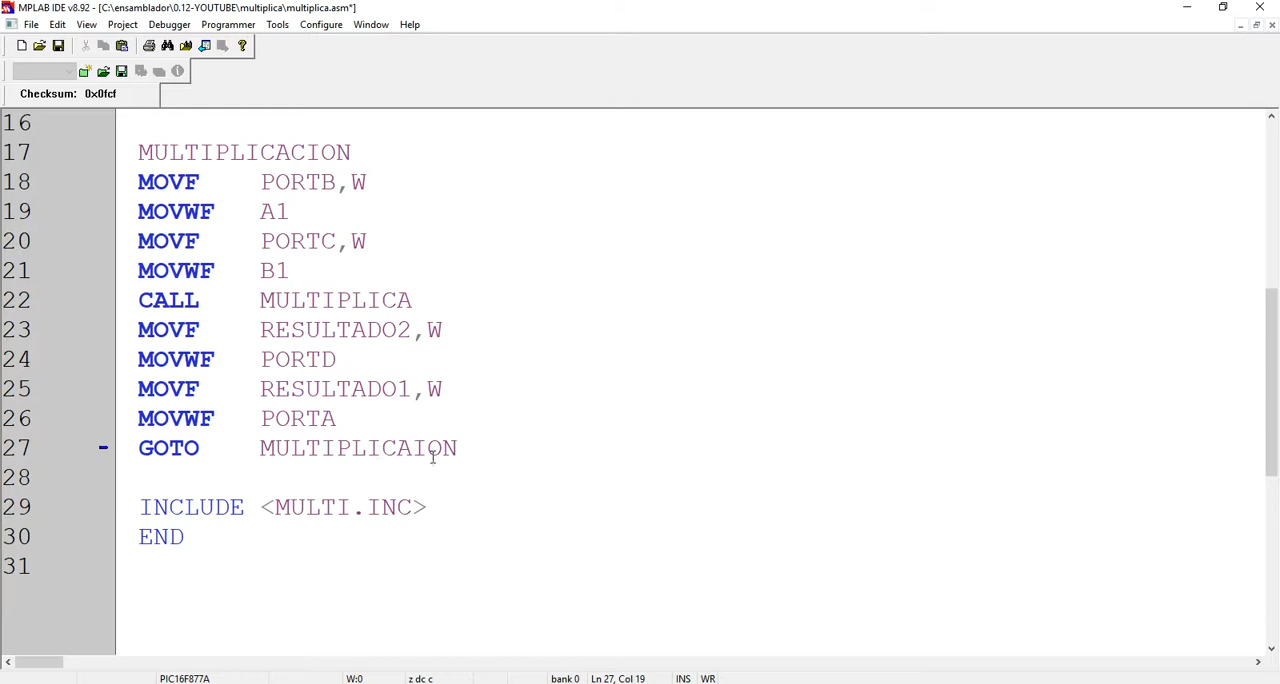 MPLAB IDE v8.92 - [C:\ensamblador\0.12-YOUTUBE\multiplica\multiplica.asm*]
File Edit View Project Debugger Programmer Tools Configure Window Help
Checksum: 0x0fcf
16
17 MULTIPLICACION
18 MOVF PORTB,W
19 MOVWF A1
20 MOVF PORTC,W
21 MOVWF B1
22 CALL MULTIPLICA
23 MOVF RESULTADO2,W
24 MOVWF PORTD
25 MOVF RESULTADO1,W
26 MOVWF PORTA
27 GOTO MULTIPLICAION
28
29 INCLUDE <MULTI.INC>
30 END
31
PIC16F877A W:0 z dc c bank 0 Ln 27, Col 19 INS WR